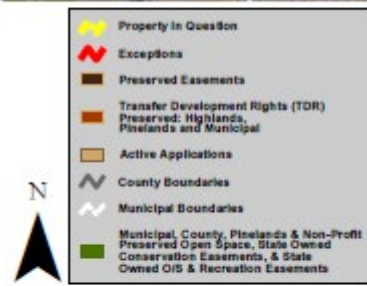 Property In Question
Exceptions
Preserved Easements
Transfer Development Rights (TDR)
Preserved: Highlands,
Pinelands and Municipal
Active Applications
County Boundaries
Municipal Boundaries
N
Municipal, County, Pinelands & Non-Profit
Preserved Open Space, State Owned
Conservation Easements, & State
Owned O/S & Recreation Easements